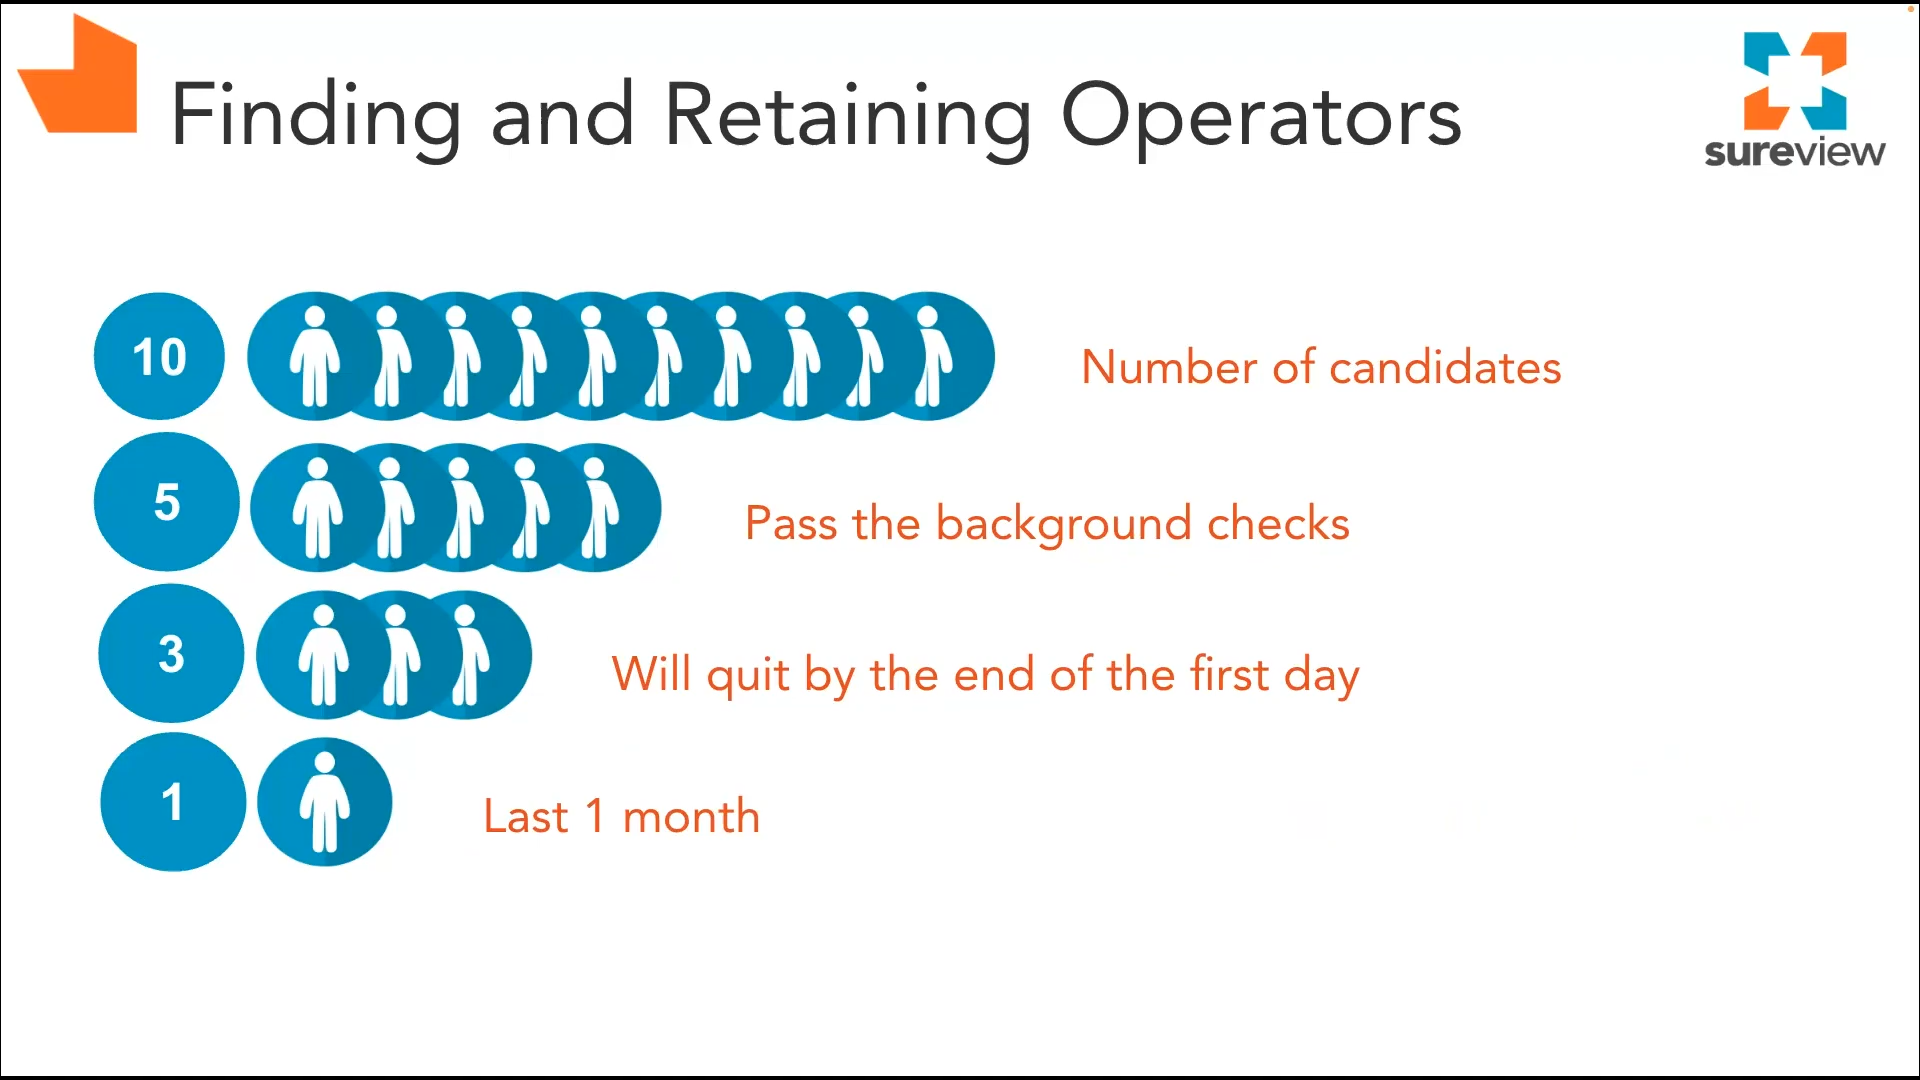 Finding and Retaining Operators
sureview
10
Number of candidates
5
Pass the background checks
3
Will quit by the end of the first day
1
Last 1 month